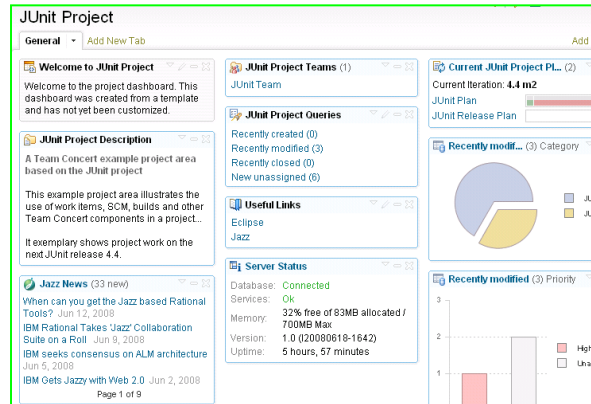 JUnit Project
General
Add New Tab
Add
Welcome to JUnit Project
Welcome to the project dashboard. This
dashboard was created from a template
and has not yet been customized.
JUnit Project Description
A Team Concert example project area
based on the JUnit project
This example project area illustrates the
use of work items, SCM, builds and other
Team Concert components in a project...
It exemplary shows project work on the
next JUnit release 4.4.
Jazz News (33 new)
When can you get the Jazz based Rational
Tools? Jun 12, 2008
IBM Rational Takes 'Jazz' Collaboration
Suite on a Roll Jun 9, 2008
IBM seeks consensus on ALM architecture
Jun 5, 2008
IBM Gets Jazzy with Web 2.0 Jun 2, 2008
Page 1 of 9
JUnit Project Teams (1)
JUnit Team
JUnit Project Queries
Recently created (0)
Recently modified (3)
Recently closed (0)
New unassigned (6)
Useful Links
Eclipse
Jazz
Server Status
Database: Connected
Services: Ok
Memory: 32% free of 83MB allocated /
700MB Max
Version: 1.0 (I20080618-1642)
Uptime: 5 hours, 57 minutes
Current JUnit Project Pl... (2)
Current Iteration: 4.4 m2
JUnit Plan
JUnit Release Plan
Recently modif... (3) Category
JU
JU
Recently modified (3) Priority
3
2
1
High
Una